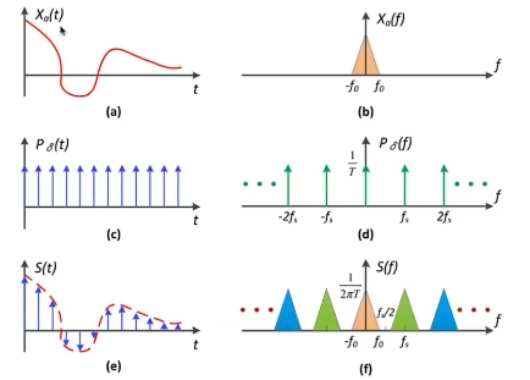 Xₐ(t)
t
(a)
Xₐ(f)
f
-f₀ f₀
(b)
P𝛿(t)
t
(c)
P𝛿(f)
1/T
f
-2fₛ -fₛ fₛ 2fₛ
(d)
S(t)
t
(e)
S(f)
1/2πT
fₛ/2
f
-f₀ f₀ fₛ
(f)